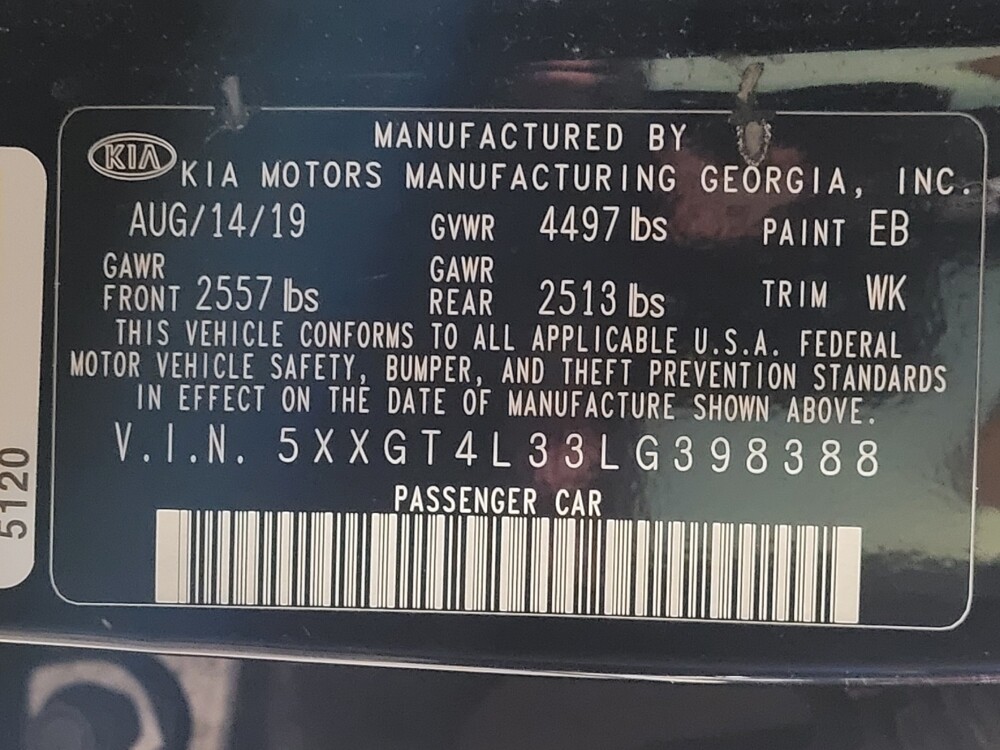 MANUFACTURED BY
KIA KIA MOTORS MANUFACTURING GEORGIA, INC.
AUG/14/19 GVWR 4497 lbs PAINT EB
GAWR FRONT 2557 lbs GAWR REAR 2513 lbs TRIM WK
THIS VEHICLE CONFORMS TO ALL APPLICABLE U.S.A. FEDERAL
MOTOR VEHICLE SAFETY, BUMPER, AND THEFT PREVENTION STANDARDS
IN EFFECT ON THE DATE OF MANUFACTURE SHOWN ABOVE.
V.I.N. 5XXGT4L33LG398388
PASSENGER CAR
5120